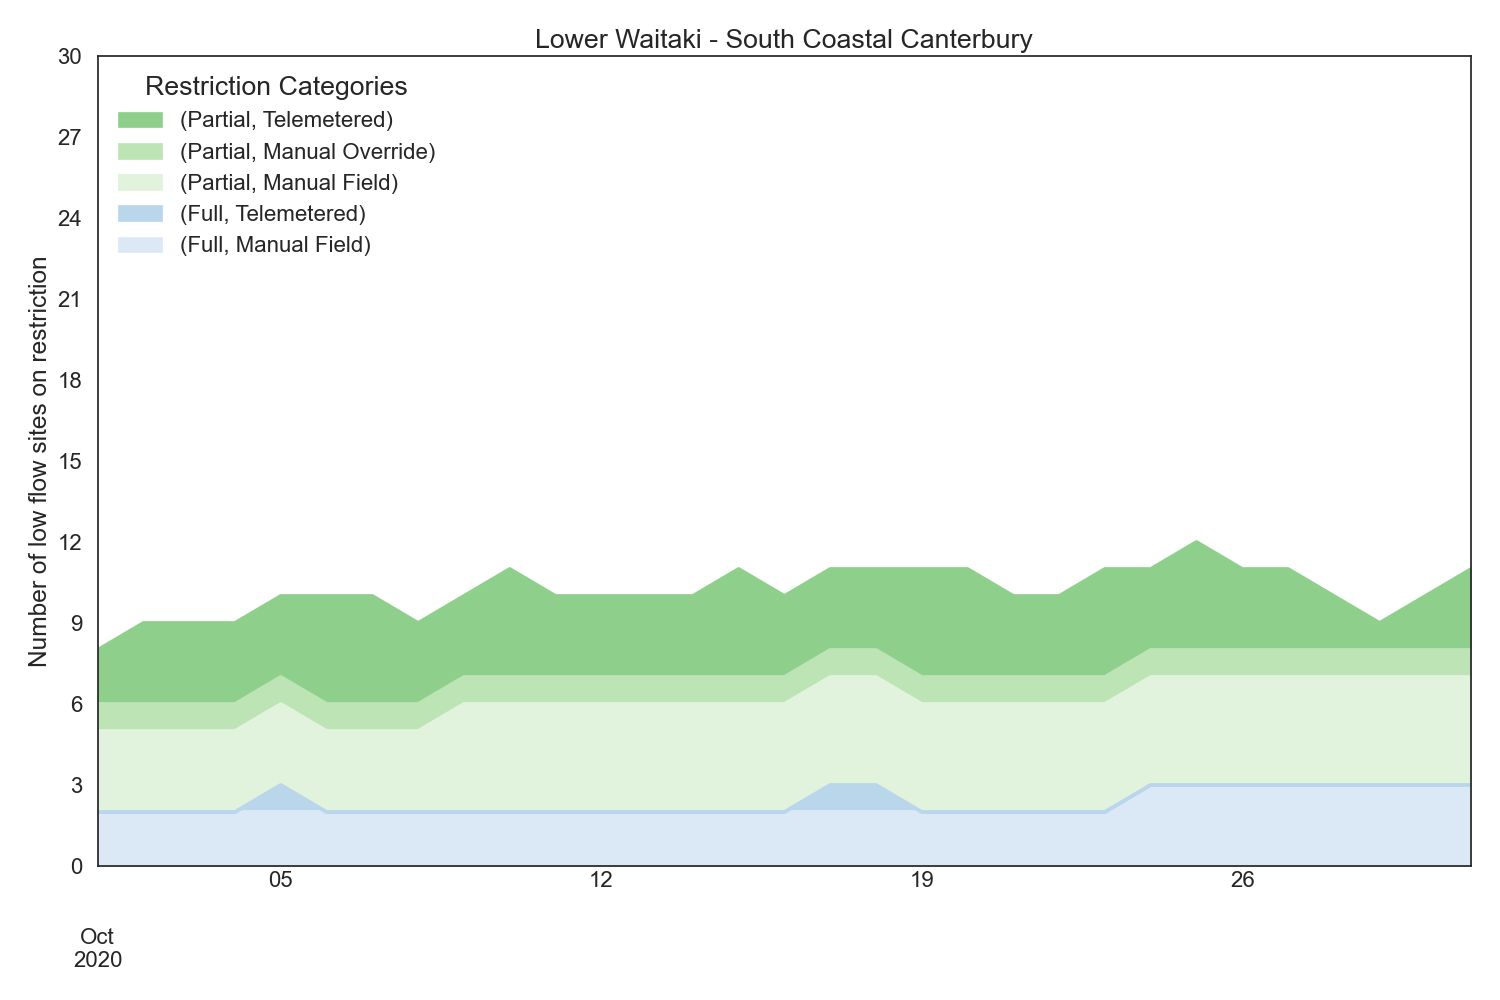 Lower Waitaki - South Coastal Canterbury
30
27
24
21
18
15
12
9
6
3
0
Number of low flow sites on restriction
Restriction Categories
(Partial, Telemetered)
(Partial, Manual Override)
(Partial, Manual Field)
(Full, Telemetered)
(Full, Manual Field)
05 12 19 26
Oct
2020